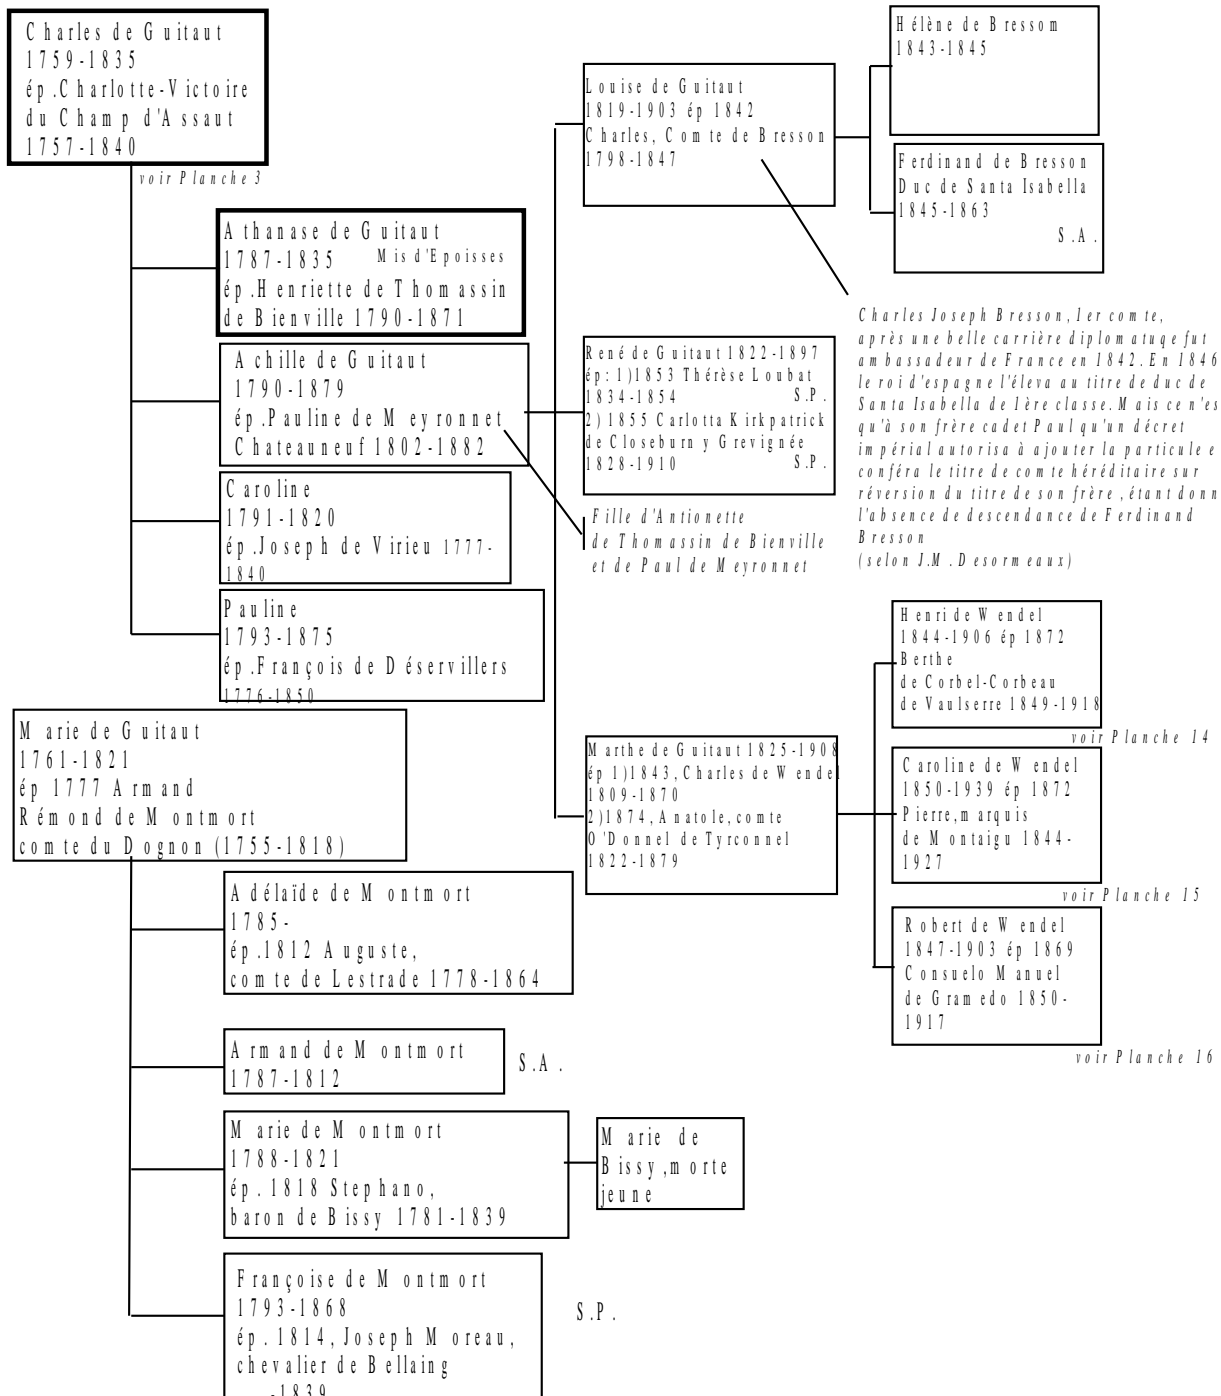 Charles de Guitaut
1759-1835
ép.Charlotte-Victoire
du Champ d'Assaut
1757-1840
voir Planche 3
Athanase de Guitaut
1787-1835 Mis d'Epoisses
ép.Henriette de Thomassin
de Bienville 1790-1871
Achille de Guitaut
1790-1879
ép.Pauline de Meyronnet
Chateauneuf 1802-1882
Caroline
1791-1820
ép.Joseph de Virieu 1777-
1840
Pauline
1793-1875
ép.François de Déservillers
1776-1850
Louise de Guitaut
1819-1903 ép 1842
Charles, Comte de Bresson
1798-1847
Hélène de Bressom
1843-1845
Ferdinand de Bresson
Duc de Santa Isabella
1845-1863
S.A.
Charles Joseph Bresson, 1er comte,
après une belle carrière diplomatuqe fut
ambassadeur de France en 1842. En 1846
le roi d'espagne l'éleva au titre de duc de
Santa Isabella de 1ère classe. Mais ce n'es
qu'à son frère cadet Paul qu'un décret
impérial autorisa à ajouter la particule e
conféra le titre de comte héréditaire sur
réversion du titre de son frère, étant donn
l'absence de descendance de Ferdinand
Bresson
(selon J.M. Desormeaux)
René de Guitaut 1822-1897
ép: 1)1853 Thérèse Loubat
1834-1854 S.P.
2) 1855 Carlotta Kirkpatrick
de Closeburn y Grevignée
1828-1910 S.P.
Fille d'Antionette
de Thomassin de Bienville
et de Paul de Meyronnet
Marthe de Guitaut 1825-1908
ép 1)1843, Charles de Wendel
1809-1870
2)1874, Anatole, comte
O'Donnel de Tyrconnel
1822-1879
Henri de Wendel
1844-1906 ép 1872
Berthe
de Corbel-Corbeau
de Vaulserre 1849-1918
voir Planche 14
Caroline de Wendel
1850-1939 ép 1872
Pierre, marquis
de Montaigu 1844-
1927
voir Planche 15
Robert de Wendel
1847-1903 ép 1869
Consuelo Manuel
de Gramedo 1850-
1917
voir Planche 16
Marie de Guitaut
1761-1821
ép 1777 Armand
Rémond de Montmort
comte du Dognon (1755-1818)
Adélaïde de Montmort
1785-
ép.1812 Auguste,
comte de Lestrade 1778-1864
Armand de Montmort
1787-1812
S.A.
Marie de Montmort
1788-1821
ép. 1818 Stephano,
baron de Bissy 1781-1839
Marie de
Bissy, morte
jeune
Françoise de Montmort
1793-1868
ép. 1814, Joseph Moreau,
chevalier de Bellaing
-1839
S.P.